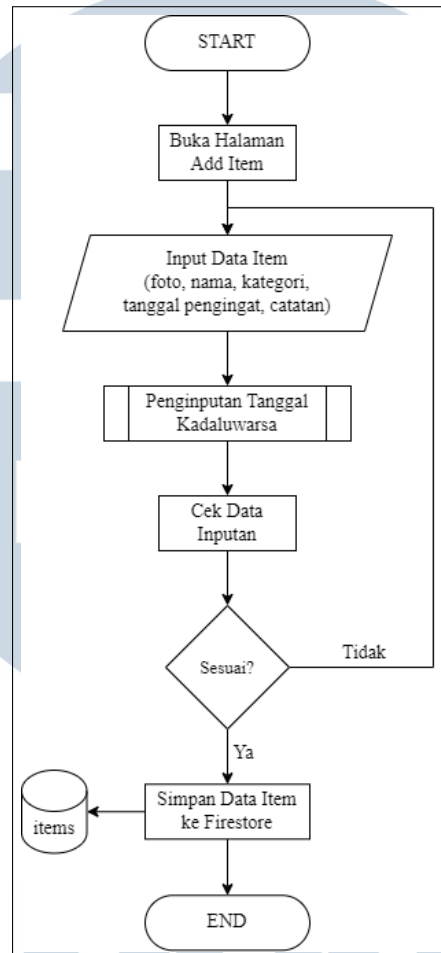 START
Buka Halaman
Add Item
Input Data Item
(foto, nama, kategori,
tanggal pengingat, catatan)
Penginputan Tanggal
Kadaluwarsa
Cek Data
Inputan
Sesuai?
Tidak
Ya
Simpan Data Item
ke Firestore
items
END